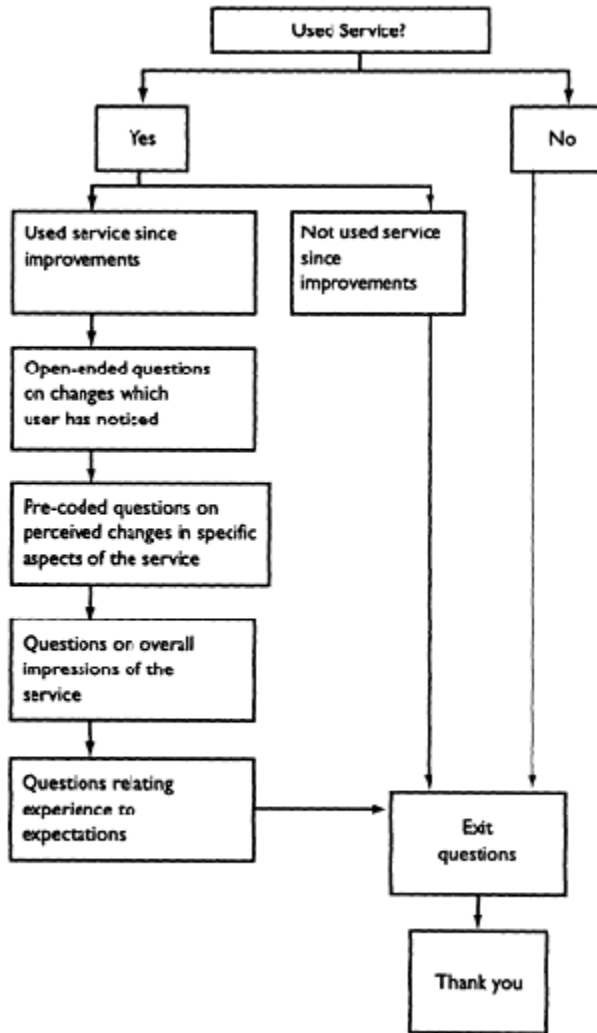 Used Service?
Yes
No
Used service since
improvements
Not used service
since
improvements
Open-ended questions
on changes which
user has noticed
Pre-coded questions on
perceived changes in specific
aspects of the service
Questions on overall
impressions of the
service
Questions relating
experience to
expectations
Exit
questions
Thank you